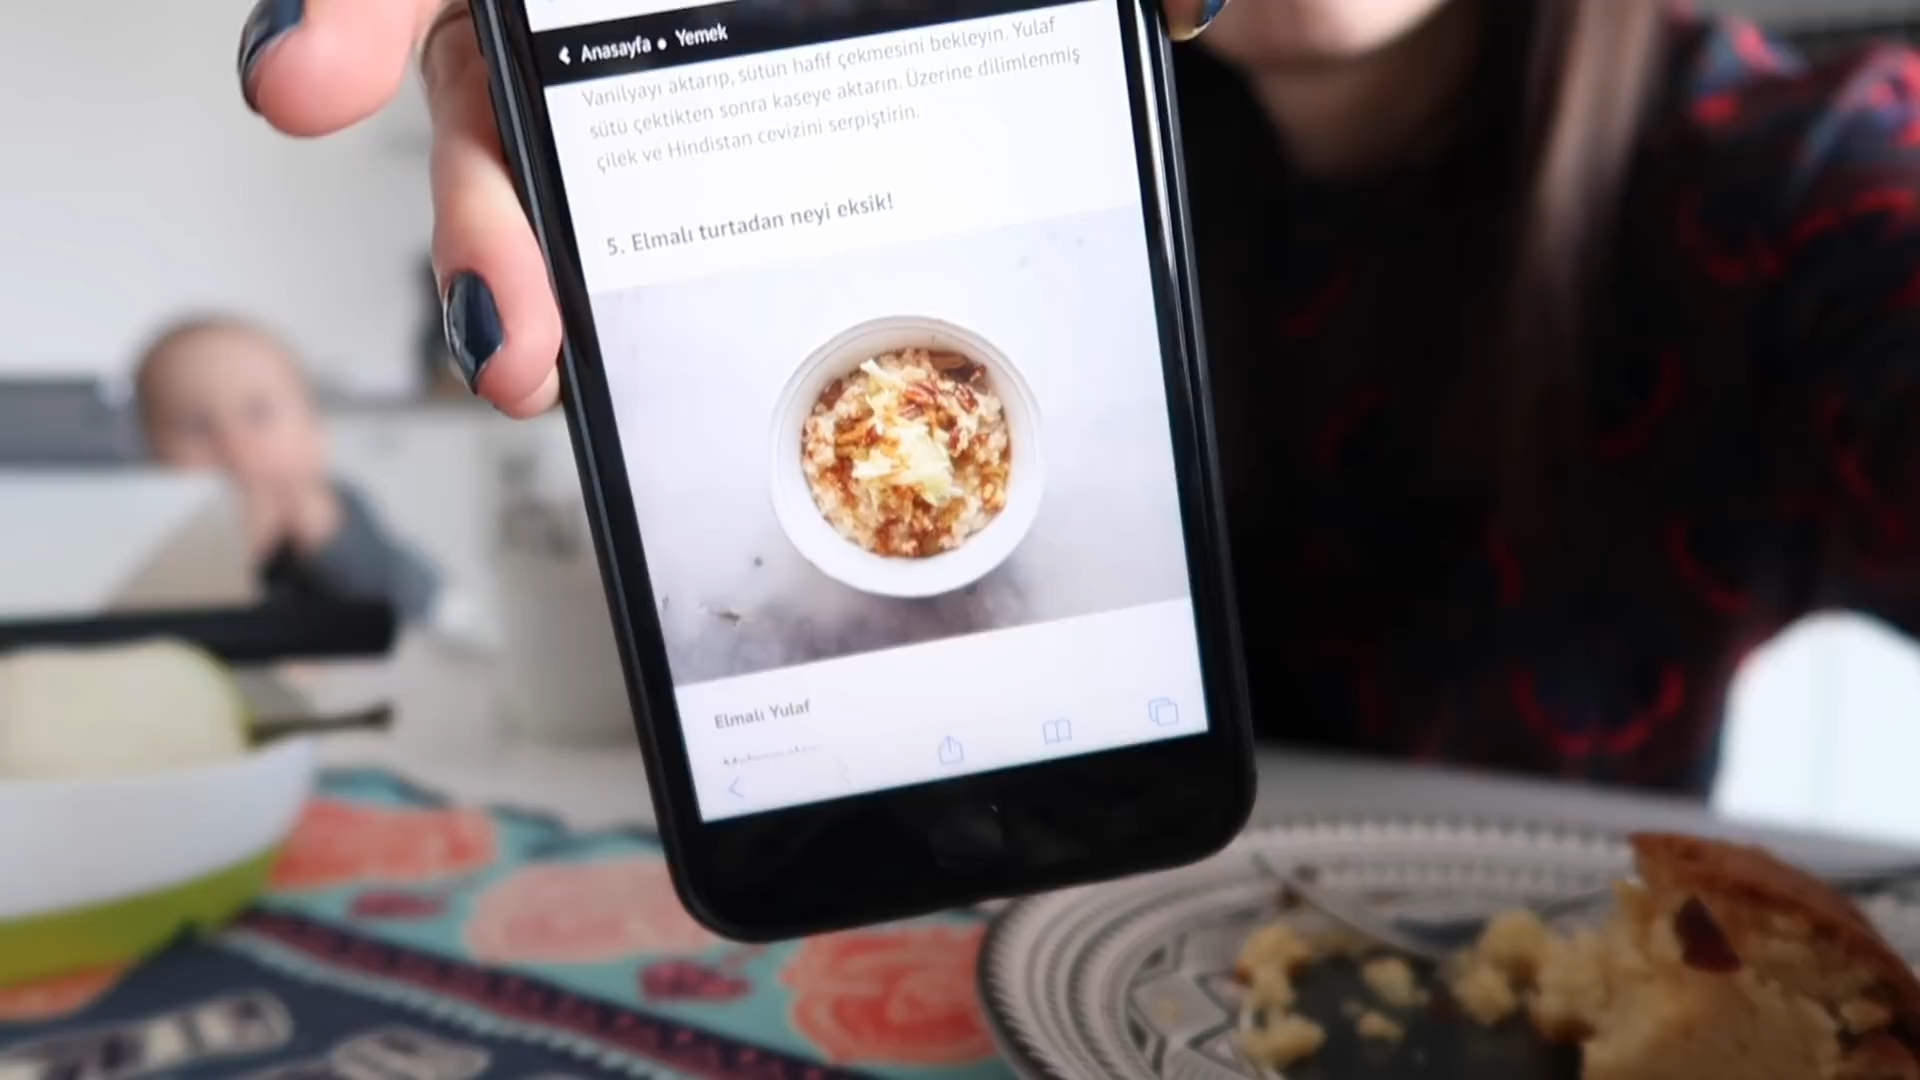 Anasayfa • Yemek
Vanilyayı aktarıp, sütün hafif çekmesini bekleyin. Yulaf
sütü çektikten sonra kaseye aktarın. Üzerine dilimlenmiş
çilek ve Hindistan cevizini serpiştirin.
5. Elmalı turtadan neyi eksik!
Elmalı Yulaf